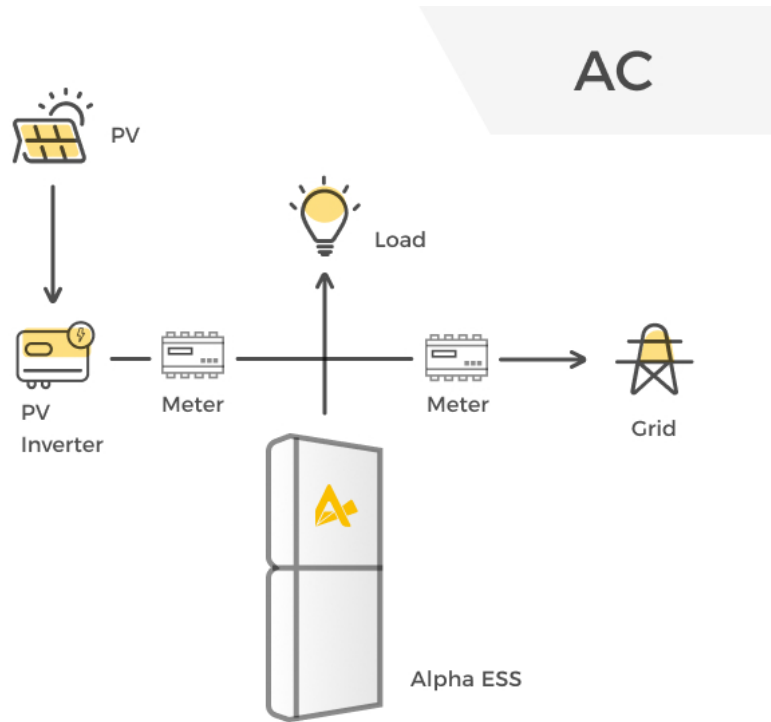 AC
PV
Load
Meter
Meter
PV
Inverter
Grid
Alpha ESS